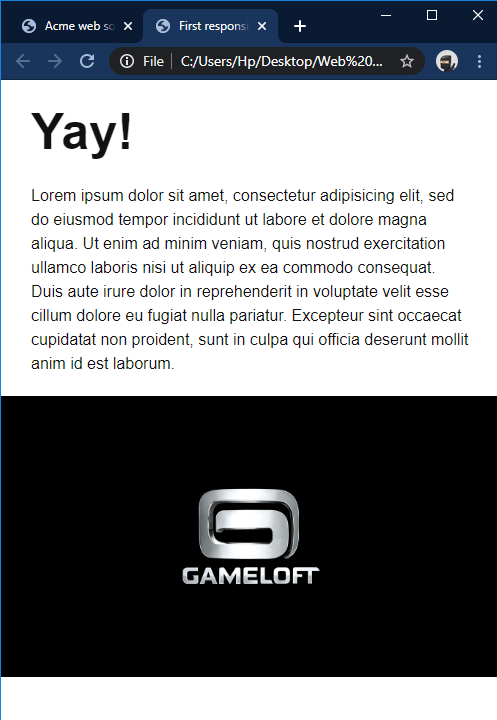 Acme web so
First responsi
File
C:/Users/Hp/Desktop/Web%20...
Yay!
Lorem ipsum dolor sit amet, consectetur adipisicing elit, sed
do eiusmod tempor incididunt ut labore et dolore magna
aliqua. Ut enim ad minim veniam, quis nostrud exercitation
ullamco laboris nisi ut aliquip ex ea commodo consequat.
Duis aute irure dolor in reprehenderit in voluptate velit esse
cillum dolore eu fugiat nulla pariatur. Excepteur sint occaecat
cupidatat non proident, sunt in culpa qui officia deserunt mollit
anim id est laborum.
GAMELOFT